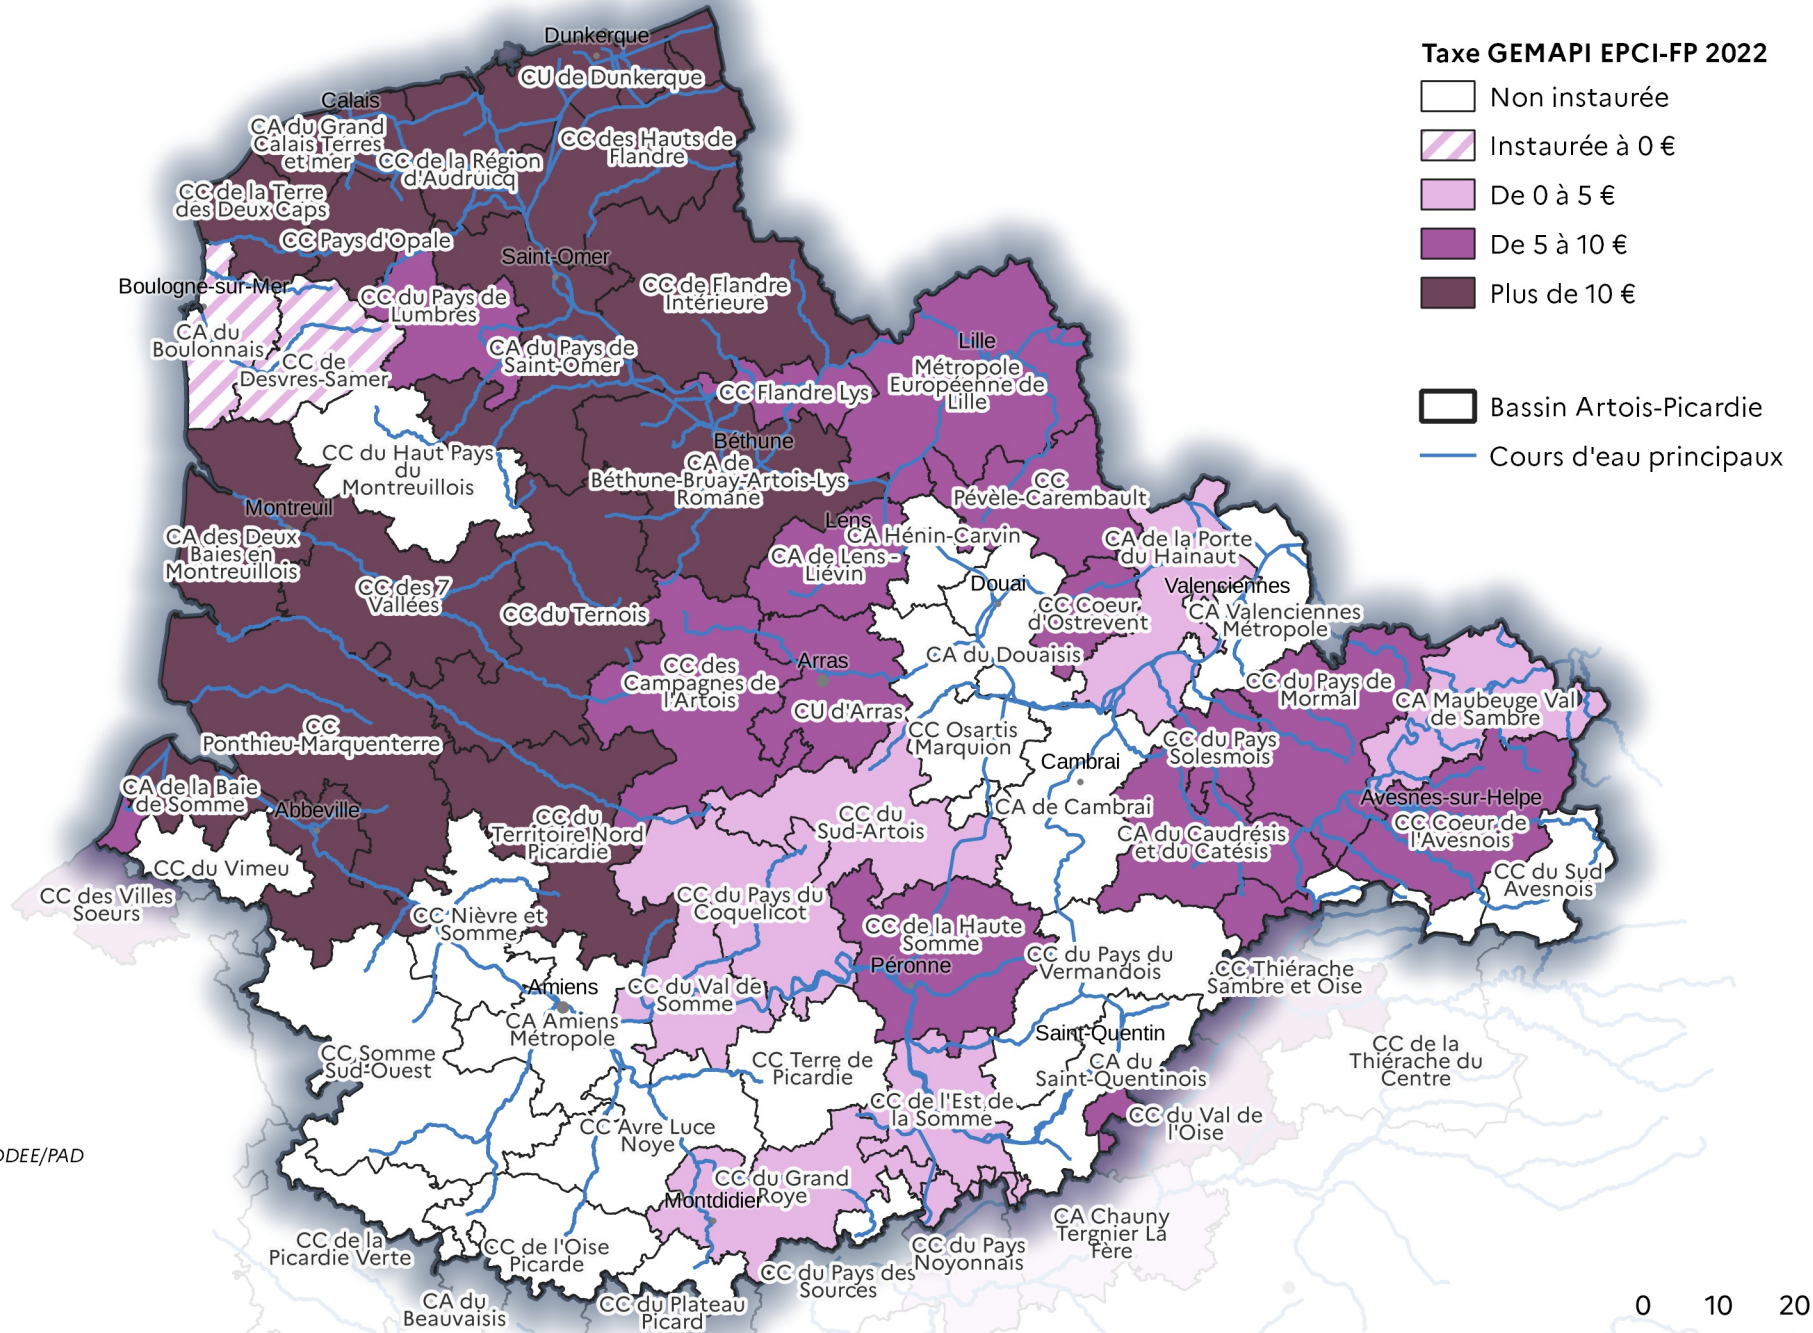 Taxe GEMAPI EPCI-FP 2022
Non instaurée
Instaurée à 0 €
De 0 à 5 €
De 5 à 10 €
Plus de 10 €
Bassin Artois-Picardie
Cours d'eau principaux
Dunkerque
CU de Dunkerque
Calais
CA du Grand
Calais Terres
et mer
CC de la Région
d'Audruicq
CC des Hauts de
Flandre
CC de la Terre
des Deux Caps
CC Pays d'Opale
Saint-Omer
Boulogne-sur-Mer
CC du Pays de
Lumbres
CC de Flandre
Intérieure
CA du
Boulonnais
CC de
Desvres-Samer
CA du Pays de
Saint-Omer
CC Flandre Lys
Lille
Métropole
Européenne de
Lille
Béthune
CA de
Béthune-Bruay-Artois-Lys
Romane
CC du Haut Pays
du
Montreuillois
CC
Pévèle-Carembault
Montreuil
CA des Deux
Baies en
Montreuillois
CC des 7
Vallées
CC du Ternois
Lens
CA Hénin-Carvin
CA de Lens -
Liévin
CA de la Porte
du Hainaut
Douai
Valenciennes
CC Coeur
d'Ostrevent
CA Valenciennes
Métropole
CA du Douaisis
Arras
CC des
Campagnes de
l'Artois
CU d'Arras
CC Osartis
Marquion
CC du Pays de
Mormal
CA Maubeuge Val
de Sambre
CC
Ponthieu-Marquenterre
CC du Pays
Solesmois
Cambrai
CA de Cambrai
CA de la Baie
de Somme
Abbeville
CC du
Territoire Nord
Picardie
CC du
Sud-Artois
CA du Caudrésis
et du Catésis
Avesnes-sur-Helpe
CC Coeur de
l'Avesnois
CC du Sud
Avesnois
CC du Vimeu
CC des Villes
Soeurs
CC Nièvre et
Somme
CC du Pays du
Coquelicot
CC de la Haute
Somme
Péronne
CC du Pays du
Vermandois
CC Thiérache
Sambre et Oise
CC du Val de
Somme
Amiens
CA Amiens
Métropole
Saint-Quentin
CA du
Saint-Quentinois
CC de la
Thiérache du
Centre
CC Somme
Sud-Ouest
CC Terre de
Picardie
CC de l'Est de
la Somme
CC du Val de
l'Oise
CC Avre Luce
Noye
DDEE/PAD
CC du Grand
Roye
Montdidier
CA Chauny
Tergnier La
Fère
CC de la
Picardie Verte
CC de l'Oise
Picarde
CC du Pays
Noyonnais
CC du Pays des
Sources
CA du
Beauvaisis
CC du Plateau
Picard
0 10 20